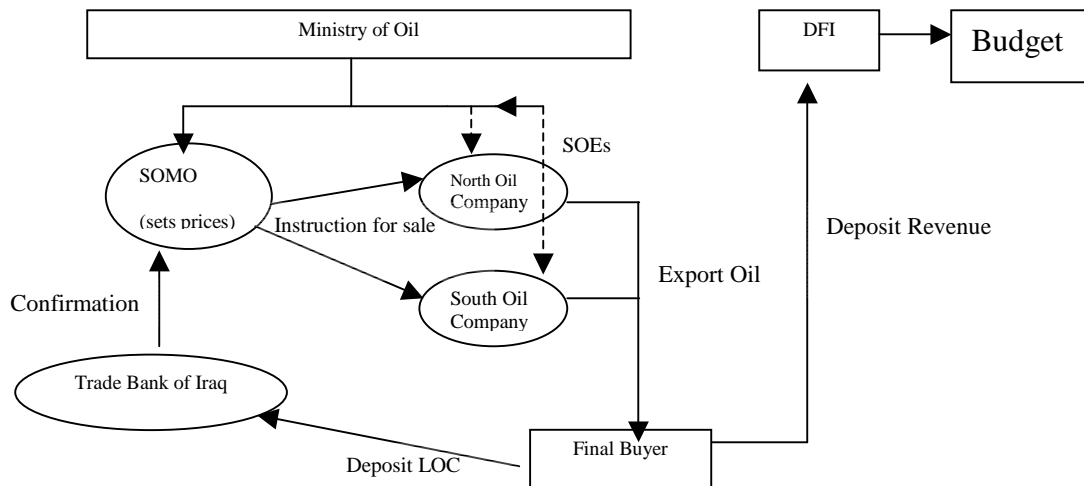 Ministry of Oil
DFI
Budget
SOMO
(sets prices)
SOEs
North Oil
Company
Instruction for sale
Deposit Revenue
Export Oil
Confirmation
South Oil
Company
Trade Bank of Iraq
Deposit LOC
Final Buyer